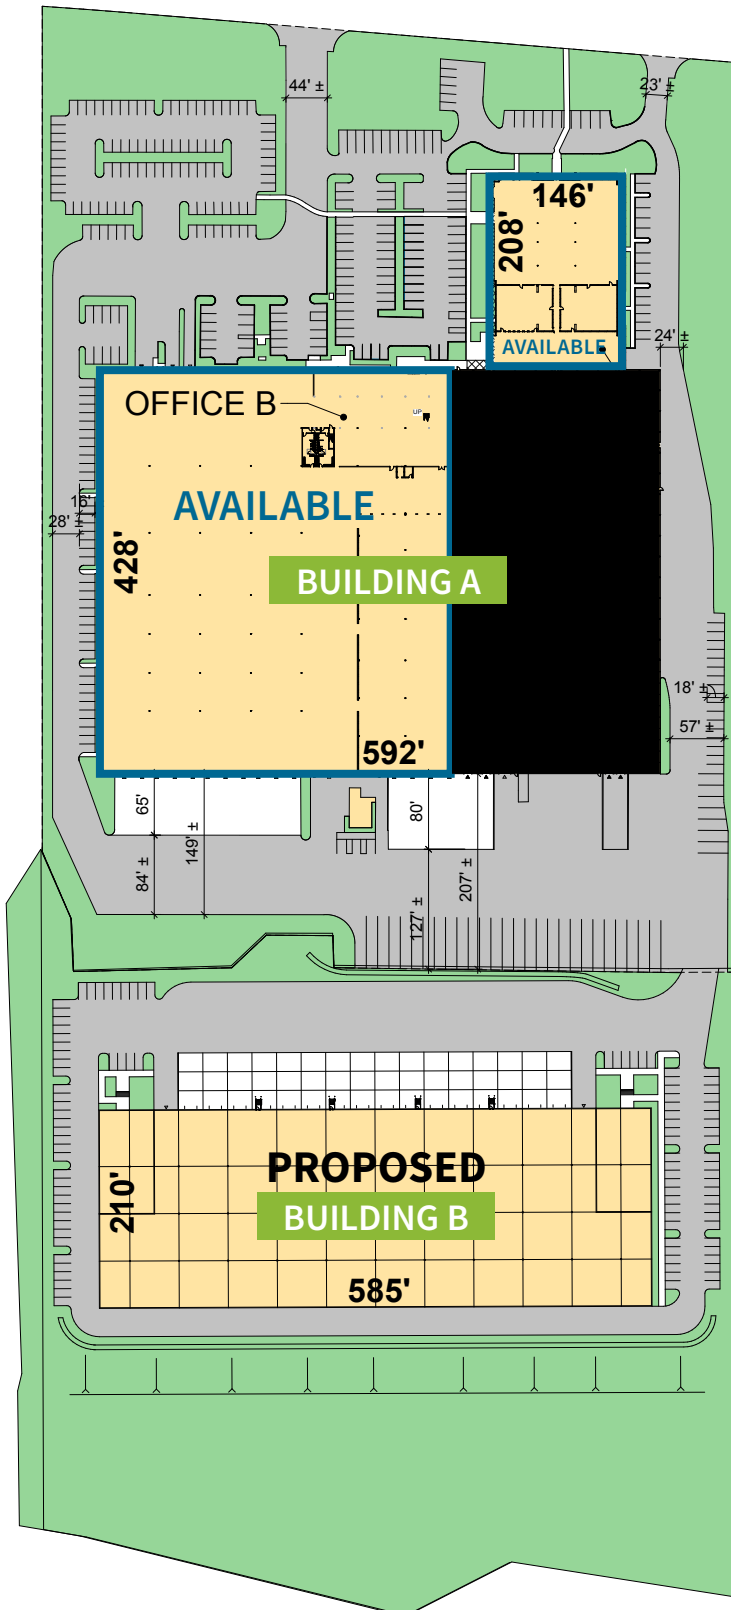 44' ±
23' ±
146'
208'
24' ±
AVAILABLE
OFFICE B
UP
AVAILABLE
16'
28' ±
428'
BUILDING A
18' ±
57' ±
592'
65'
80'
149' ±
84' ±
207' ±
127' ±
PROPOSED
210'
BUILDING B
585'